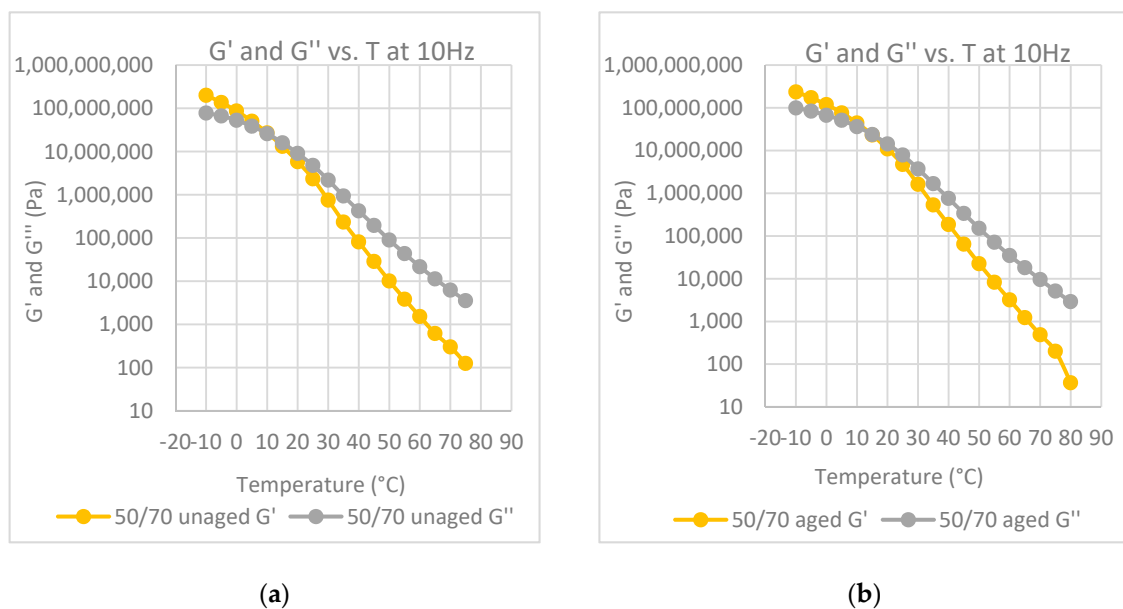 G' and G'' vs. T at 10Hz
1,000,000,000
100,000,000
10,000,000
1,000,000
100,000
10,000
1,000
100
10
G' and G''' (Pa)
-20-10 0 10 20 30 40 50 60 70 80 90
Temperature (°C)
50/70 unaged G' 50/70 unaged G''
(a)
G' and G'' vs. T at 10Hz
1,000,000,000
100,000,000
10,000,000
1,000,000
100,000
10,000
1,000
100
10
G' and G''' (Pa)
-20-10 0 10 20 30 40 50 60 70 80 90
Temperature (°C)
50/70 aged G' 50/70 aged G''
(b)